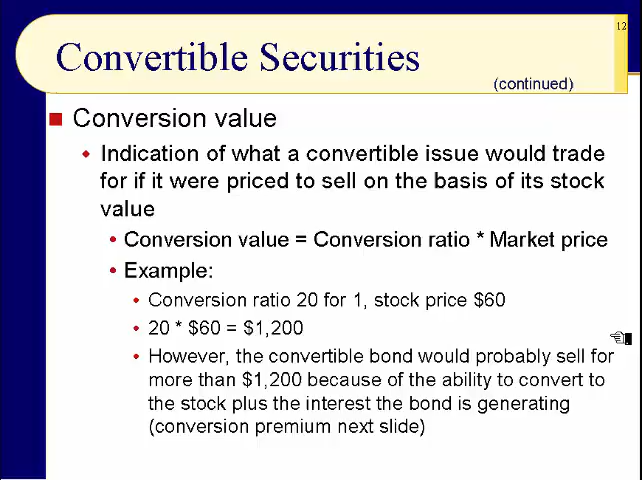 12
Convertible Securities
(continued)
Conversion value
Indication of what a convertible issue would trade
for if it were priced to sell on the basis of its stock
value
Conversion value = Conversion ratio * Market price
Example:
Conversion ratio 20 for 1, stock price $60
20 * $60 = $1,200
However, the convertible bond would probably sell for
more than $1,200 because of the ability to convert to
the stock plus the interest the bond is generating
(conversion premium next slide)